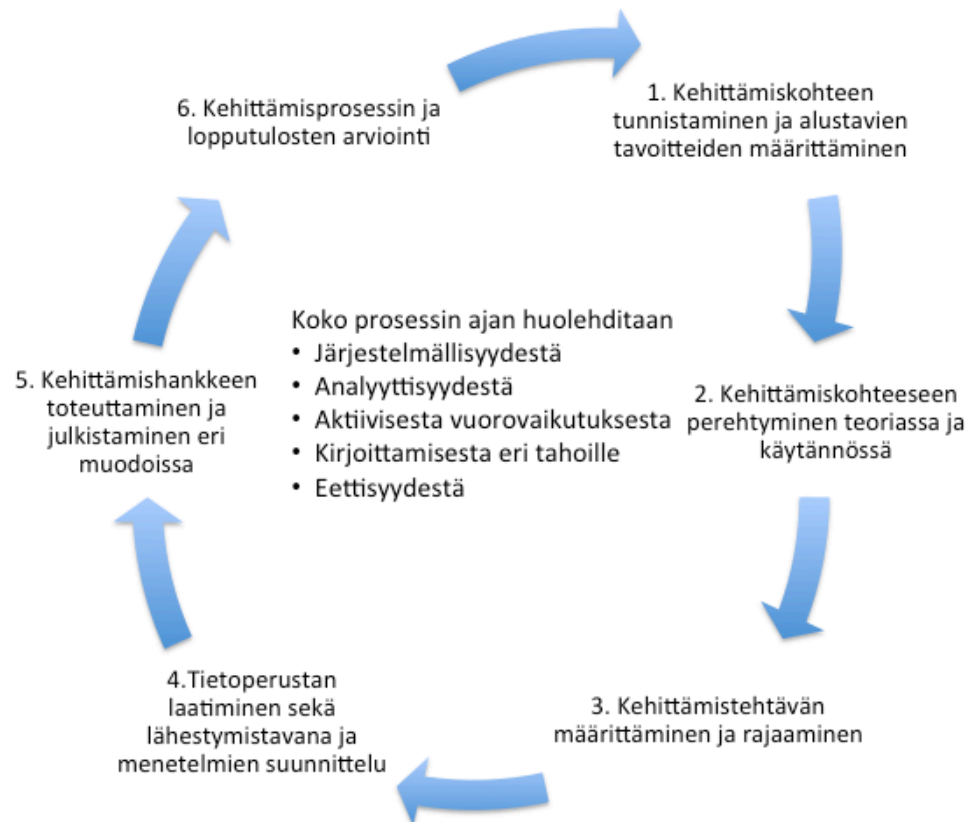 1. Kehittämiskohteen
tunnistaminen ja alustavien
tavoitteiden määrittäminen
2. Kehittämiskohteeseen
perehtyminen teoriassa ja
käytännössä
3. Kehittämistehtävän
määrittäminen ja rajaaminen
4.Tietoperustan
laatiminen sekä
lähestymistavana ja
menetelmien suunnittelu
5. Kehittämishankkeen
toteuttaminen ja
julkistaminen eri
muodoissa
6. Kehittämisprosessin ja
lopputulosten arviointi
Koko prosessin ajan huolehditaan
• Järjestelmällisyydestä
• Analyyttisyydestä
• Aktiivisesta vuorovaikutuksesta
• Kirjoittamisesta eri tahoille
• Eettisyydestä